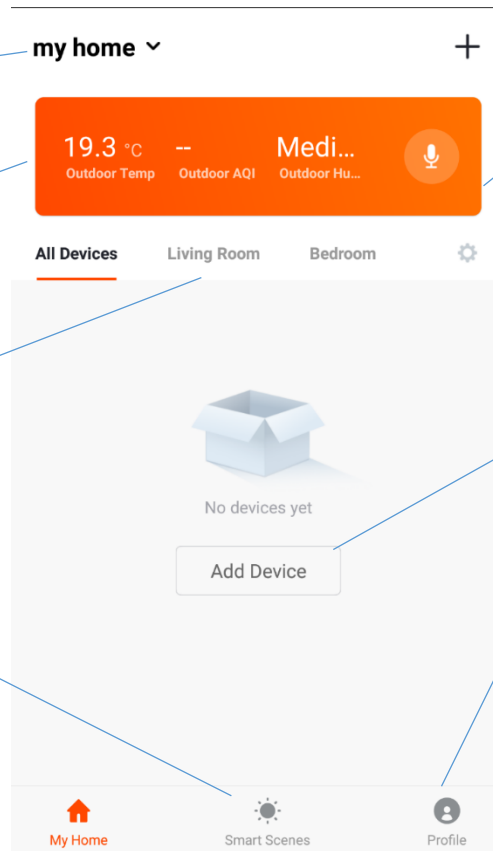 my home
19.3 °C -- Medi...
Outdoor Temp Outdoor AQI Outdoor Hu...
All Devices Living Room Bedroom
No devices yet
Add Device
My Home Smart Scenes Profile